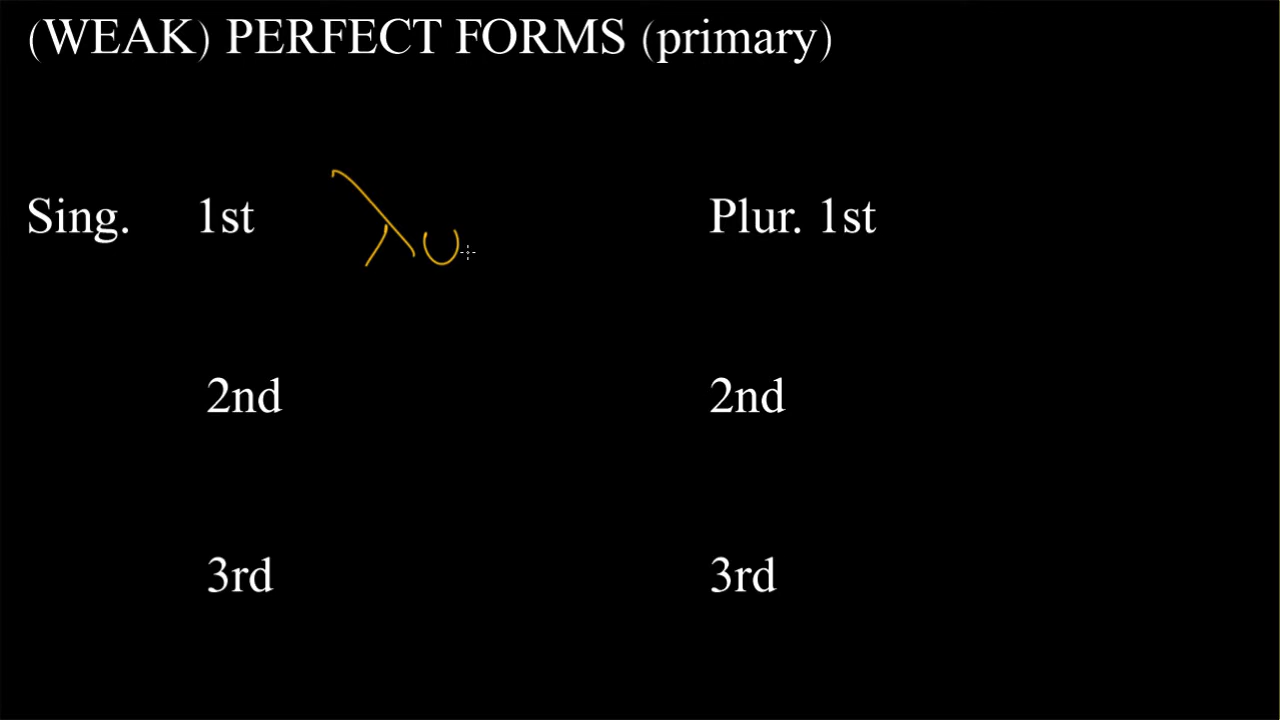 (WEAK) PERFECT FORMS (primary)
Sing. 1st λυ Plur. 1st
2nd 2nd
3rd 3rd